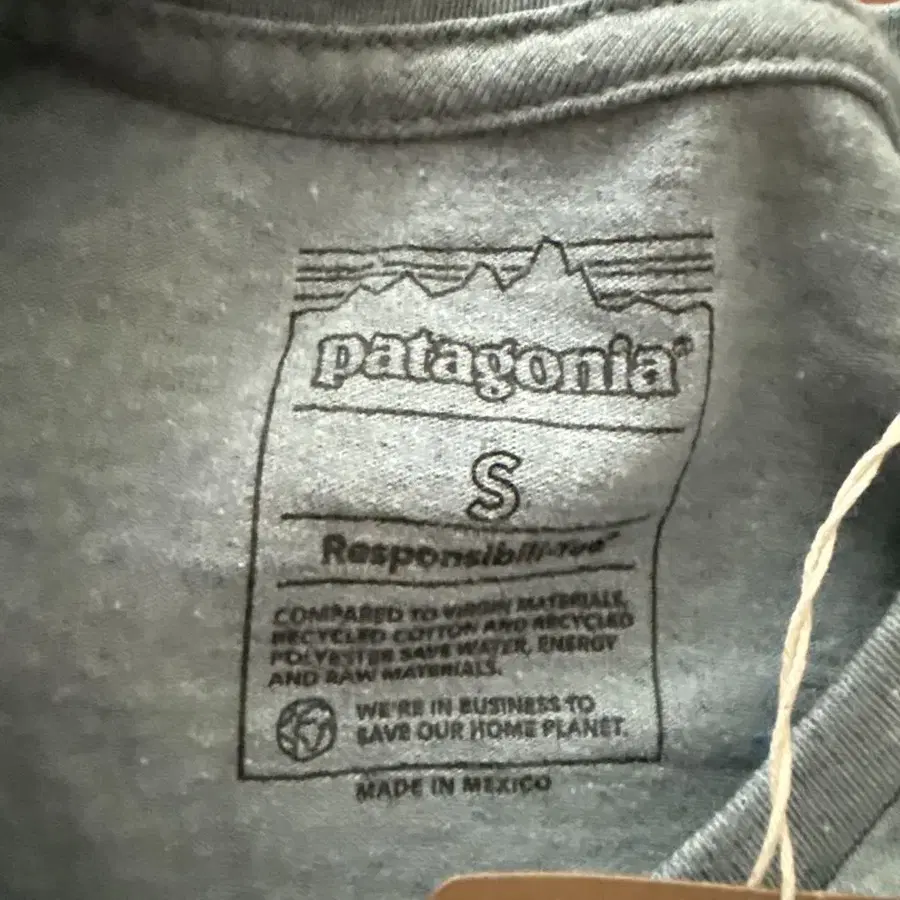 patagonia®
S
Responsibili-Tee®
COMPARED TO VIRGIN MATERIALS,
RECYCLED COTTON AND RECYCLED
POLYESTER SAVE WATER, ENERGY
AND RAW MATERIALS.
WE'RE IN BUSINESS TO
SAVE OUR HOME PLANET.
MADE IN MEXICO